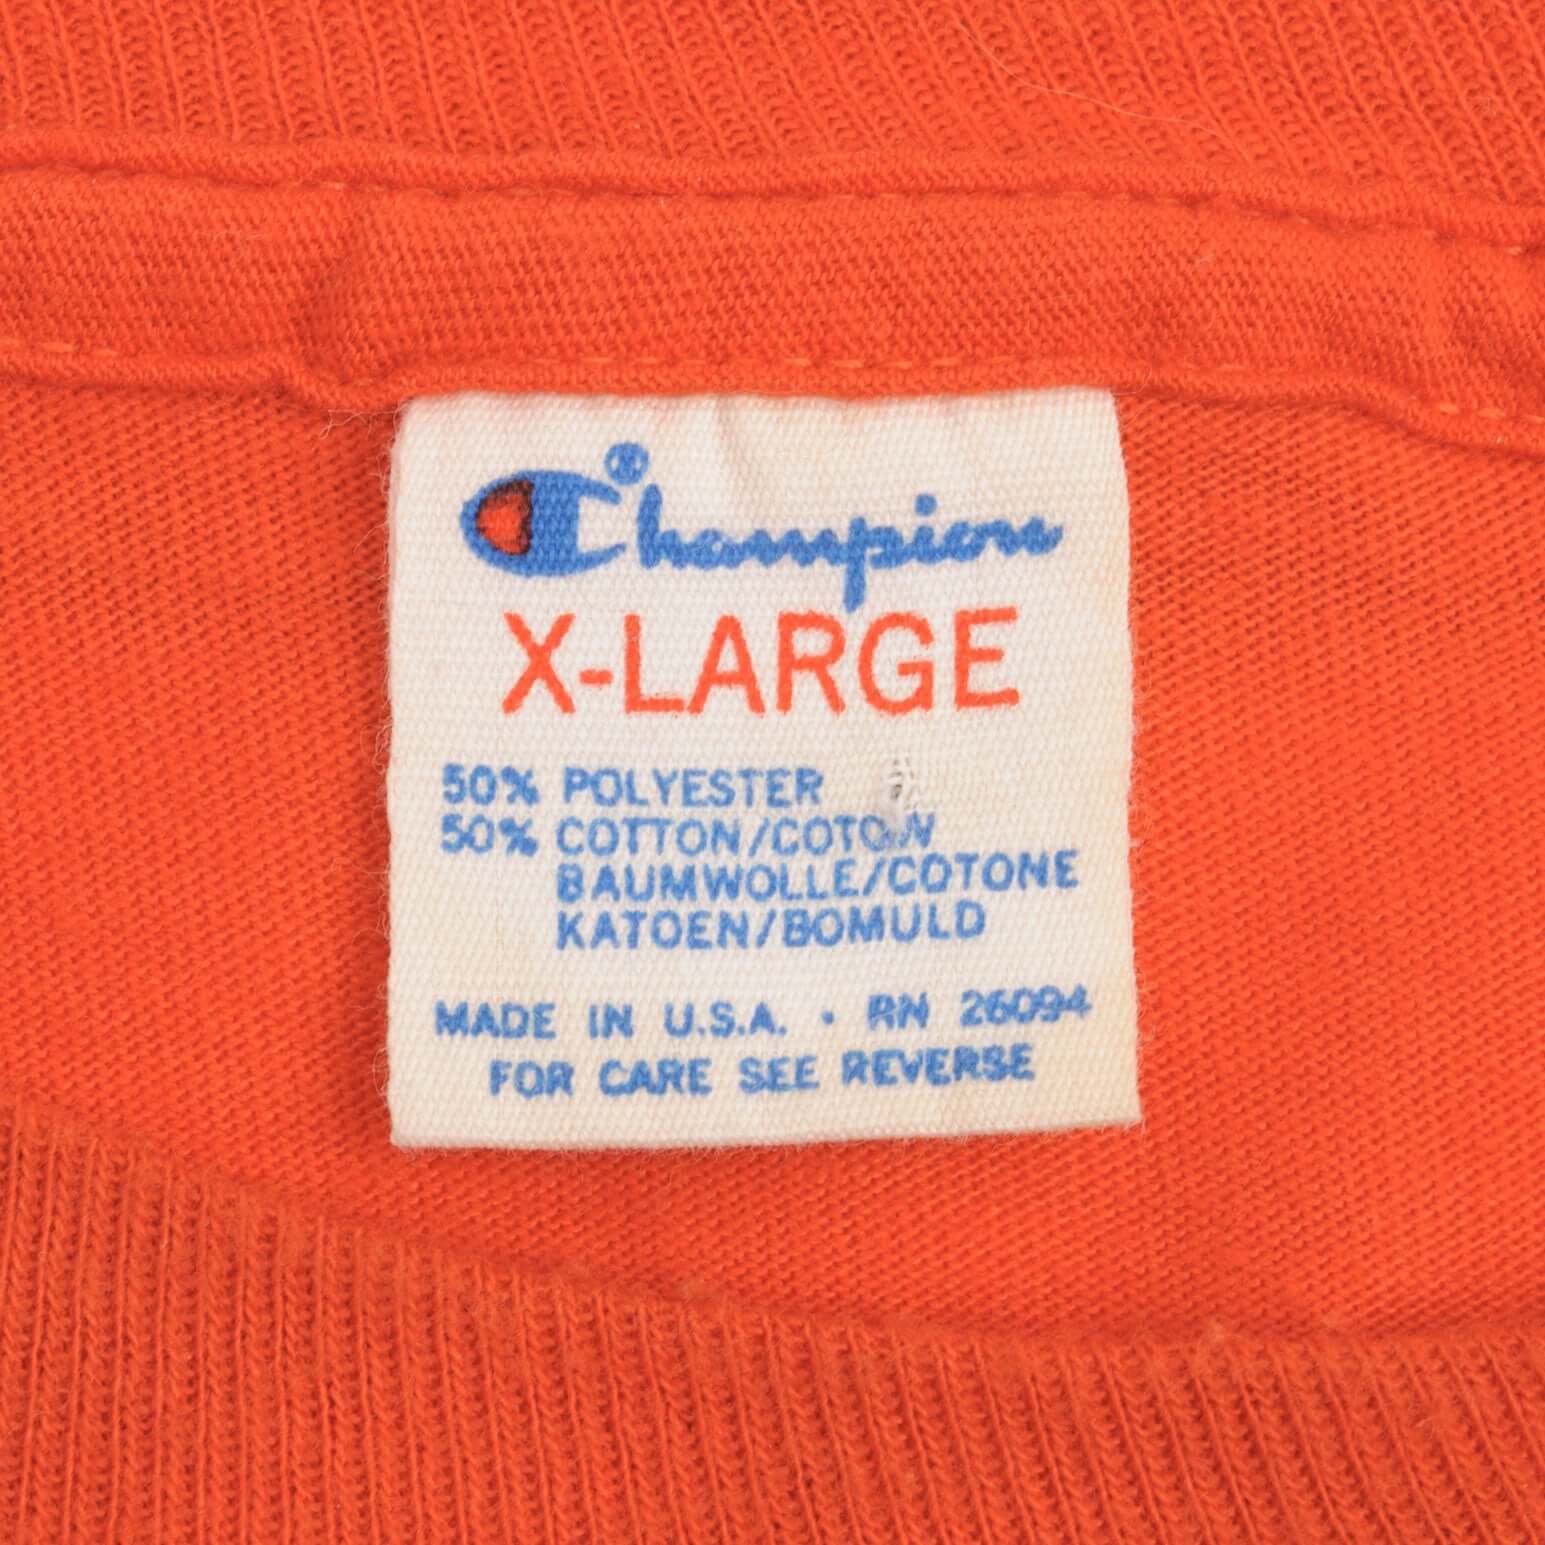 Champion
X-LARGE
50% POLYESTER
50% COTTON/COTON
BAUMWOLLE/COTONE
KATOEN/BOMULD
MADE IN U.S.A. • RN 26094
FOR CARE SEE REVERSE